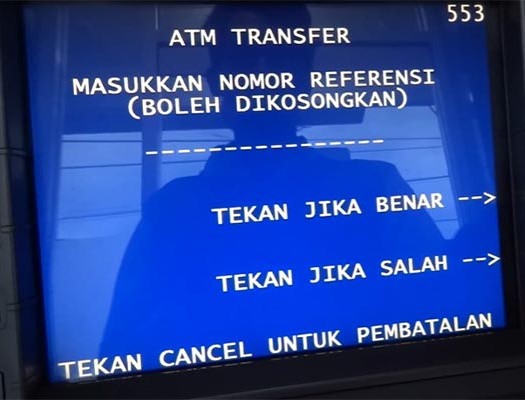 553
ATM TRANSFER
MASUKKAN NOMOR REFERENSI
(BOLEH DIKOSONGKAN)
----------------
TEKAN JIKA BENAR -->
TEKAN JIKA SALAH -->
TEKAN CANCEL UNTUK PEMBATALAN